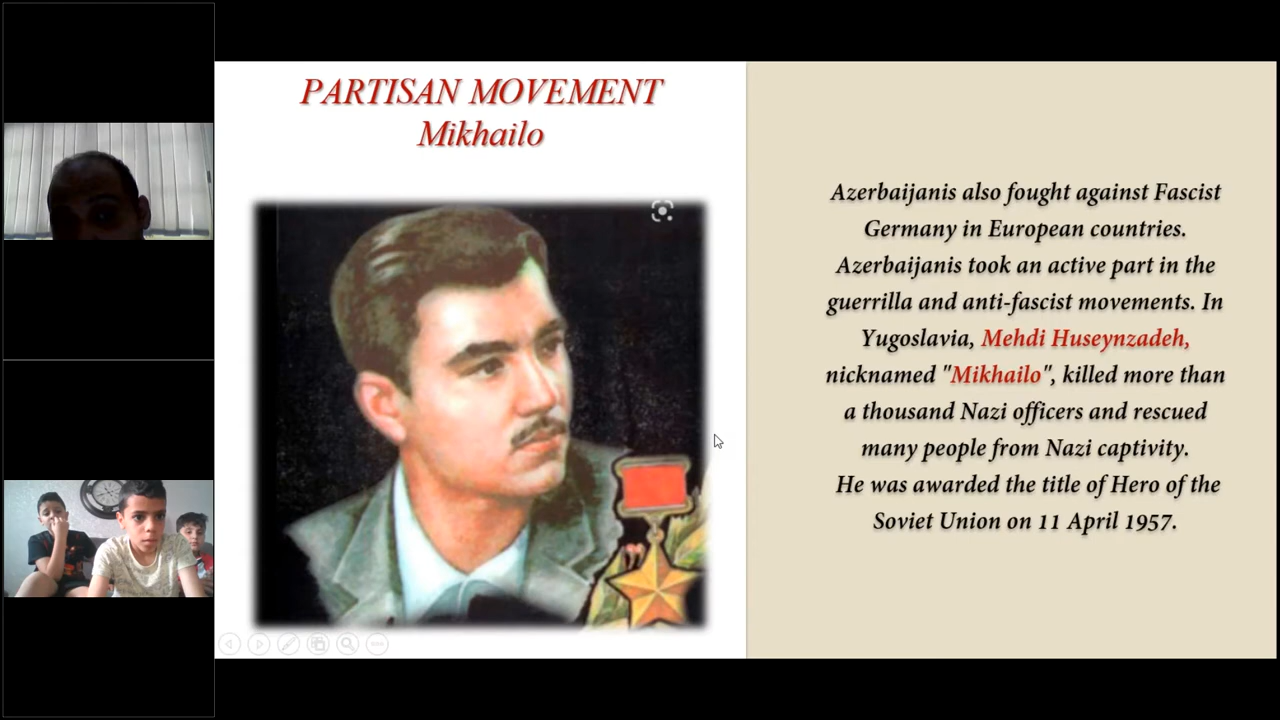 PARTISAN MOVEMENT
Mikhailo
Azerbaijanis also fought against Fascist
Germany in European countries.
Azerbaijanis took an active part in the
guerrilla and anti-fascist movements. In
Yugoslavia, Mehdi Huseynzadeh,
nicknamed "Mikhailo", killed more than
a thousand Nazi officers and rescued
many people from Nazi captivity.
He was awarded the title of Hero of the
Soviet Union on 11 April 1957.